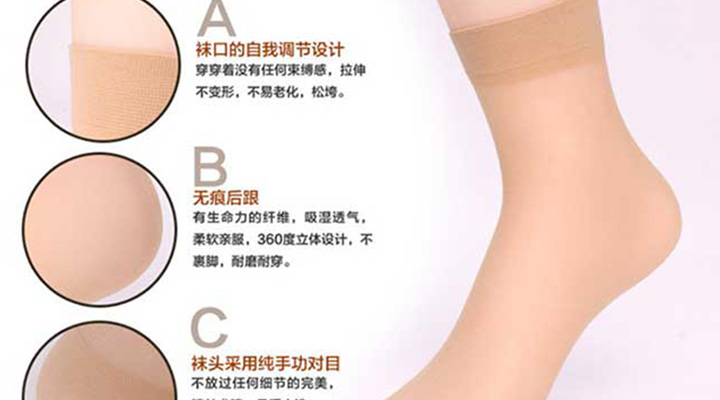 A
袜口的自我调节设计
穿穿着没有任何束缚感，拉伸
不变形，不易老化，松垮。
B
无痕后跟
有生命力的纤维，吸湿透气，
柔软亲服，360度立体设计，不
裹脚，耐磨耐穿。
C
袜头采用纯手功对目
不放过任何细节的完美，